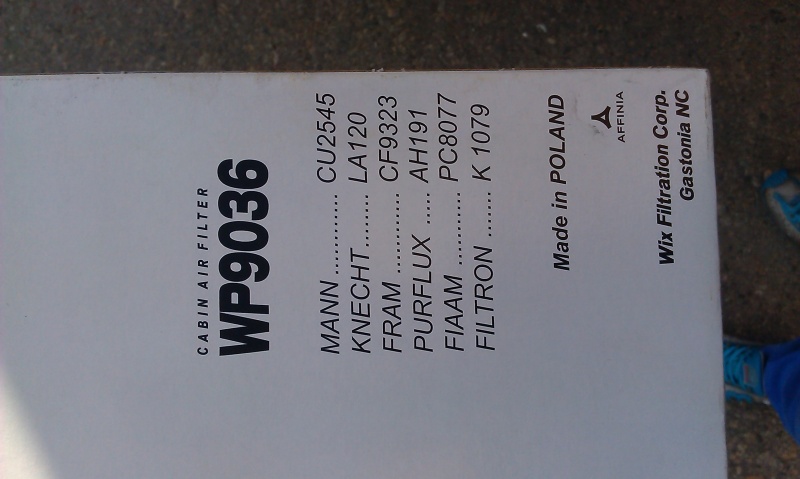 CABIN AIR FILTER
WP9036
MANN ............ CU2545
KNECHT......... LA120
FRAM ............. CF9323
PURFLUX ...... AH191
FIAAM ........... PC8077
FILTRON ....... K 1079
Made in POLAND
AFFINIA
Wix Filtration Corp.
Gastonia NC